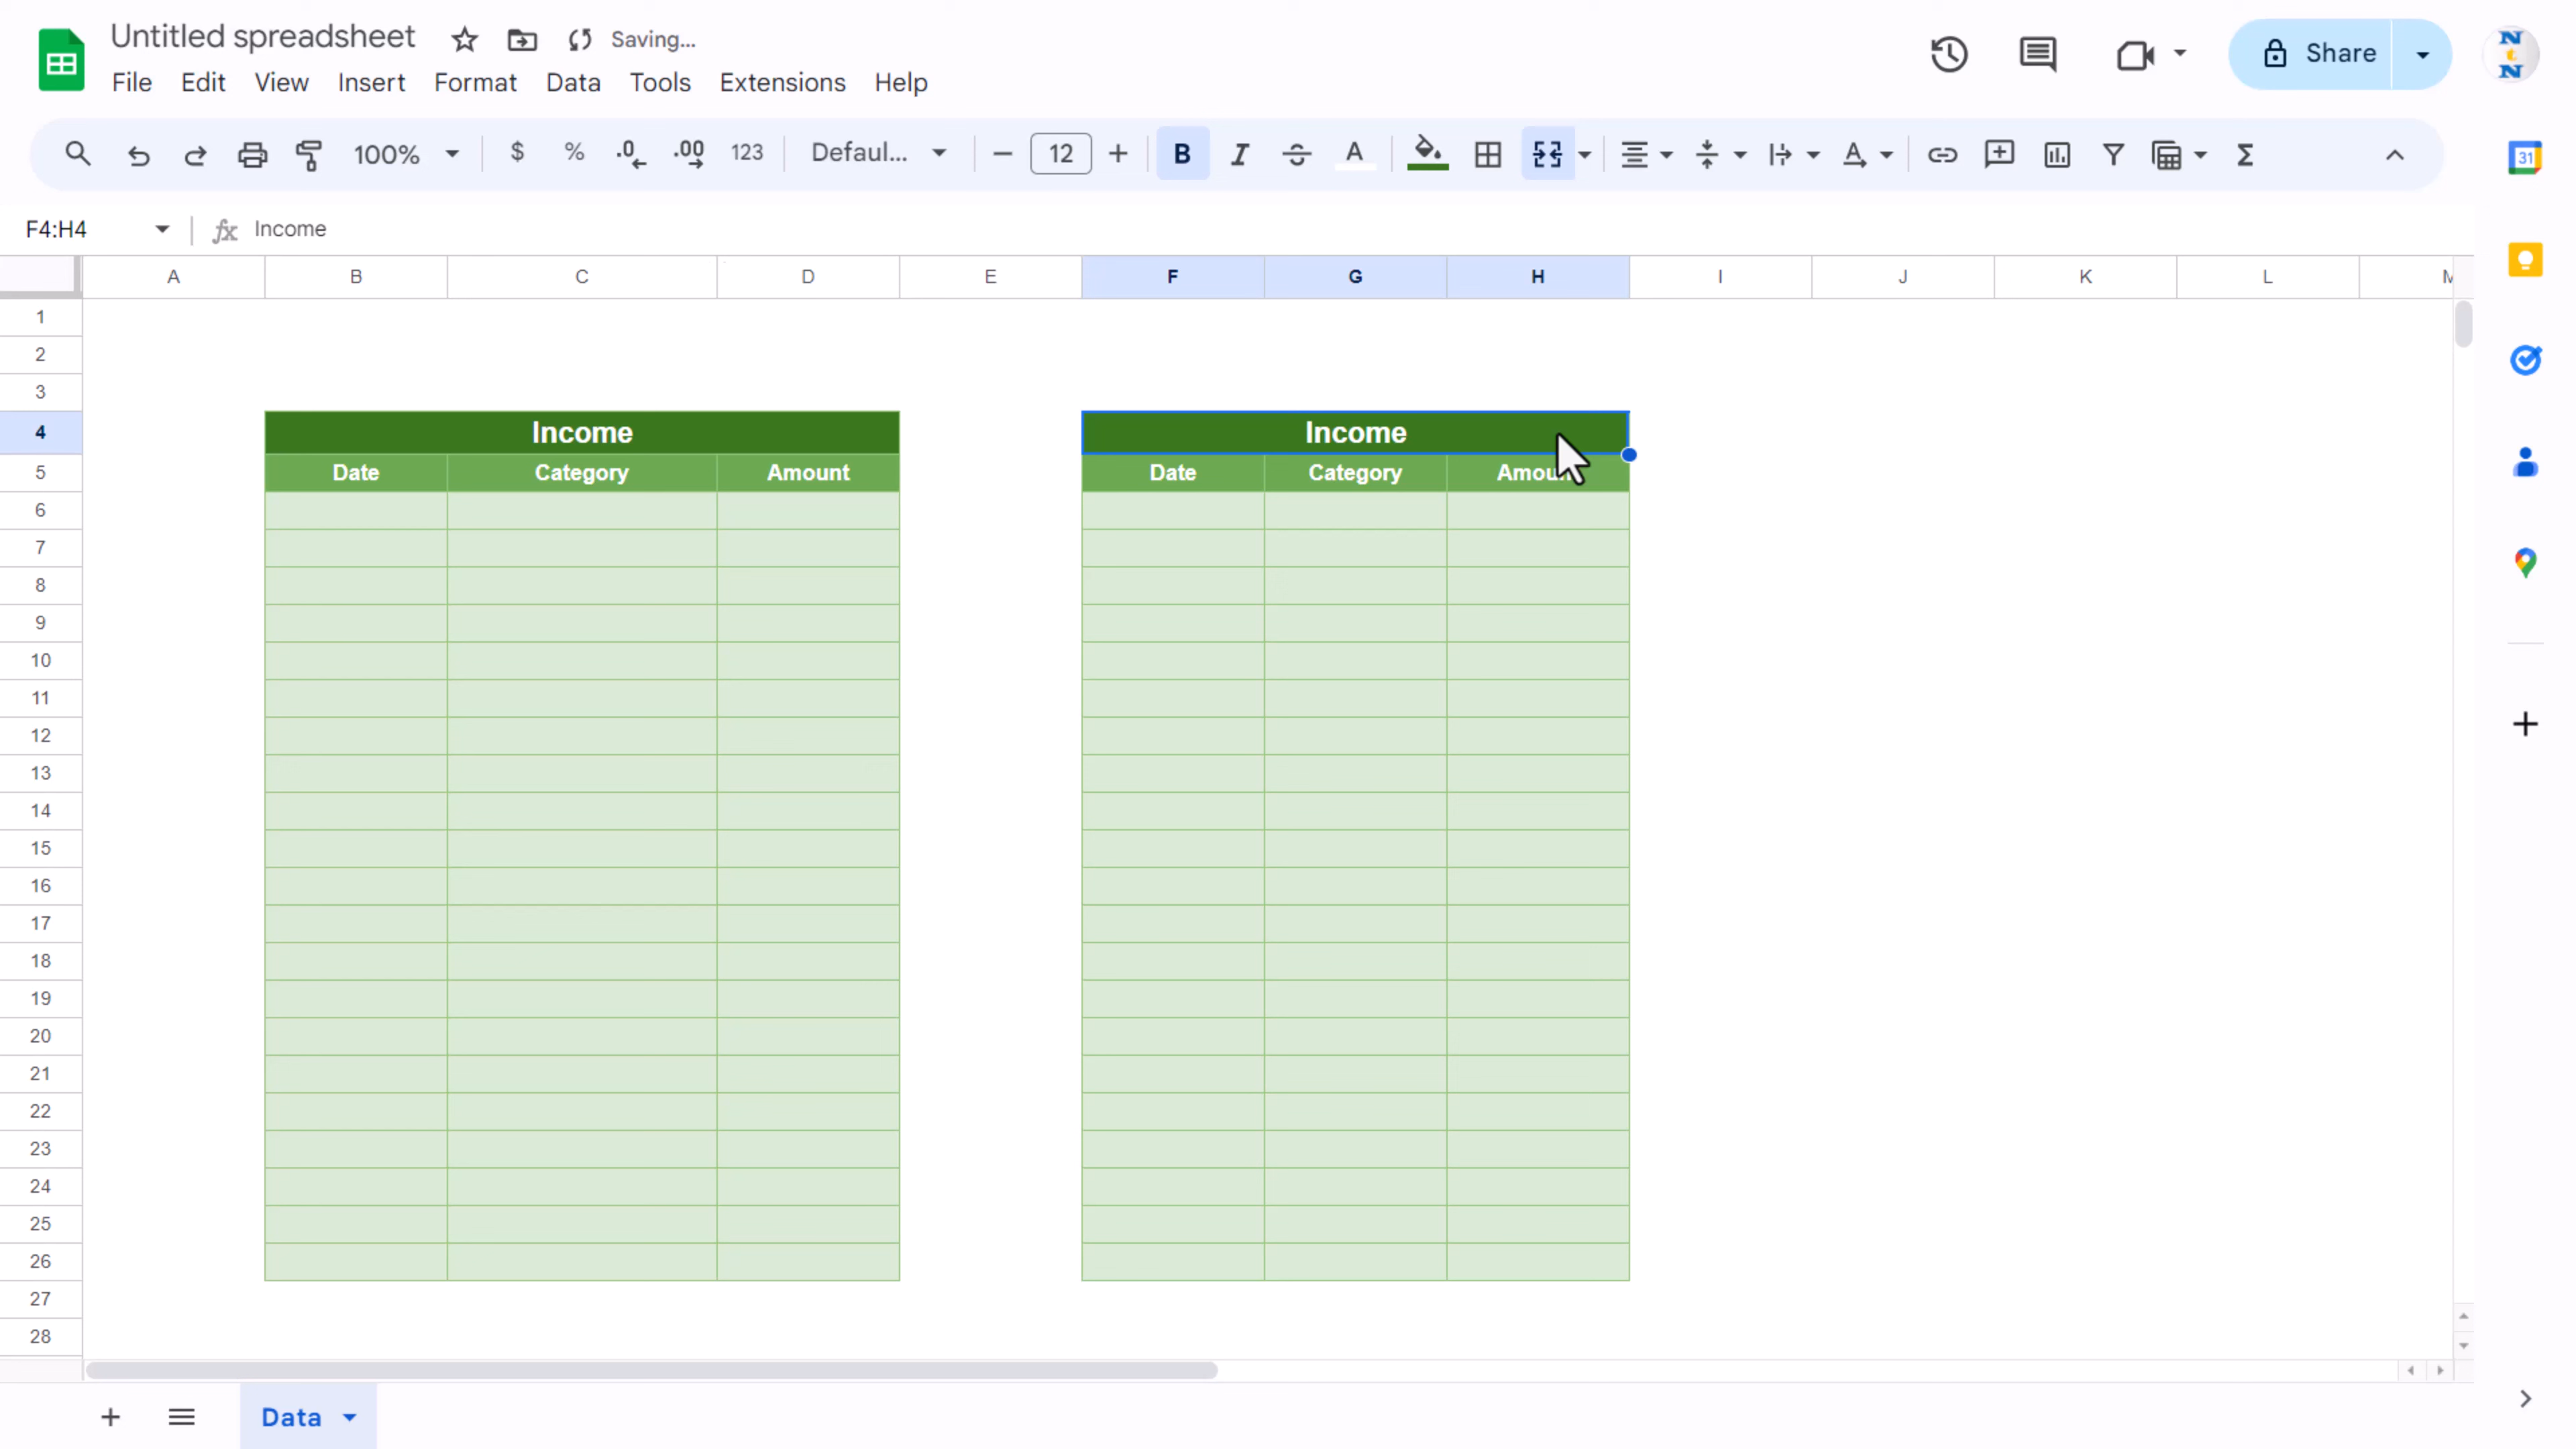 Untitled spreadsheet Saving...
File Edit View Insert Format Data Tools Extensions Help
Share
N t N
100% $ % .0 .00 123 Defaul... 12 B I A A
31
F4:H4 fx Income
A B C D E F G H I J K L
1
2
3
4 Income Income
5 Date Category Amount Date Category
6
7
8
9
10
11
12
13
14
15
16
17
18
19
20
21
22
23
24
25
26
27
28
Data